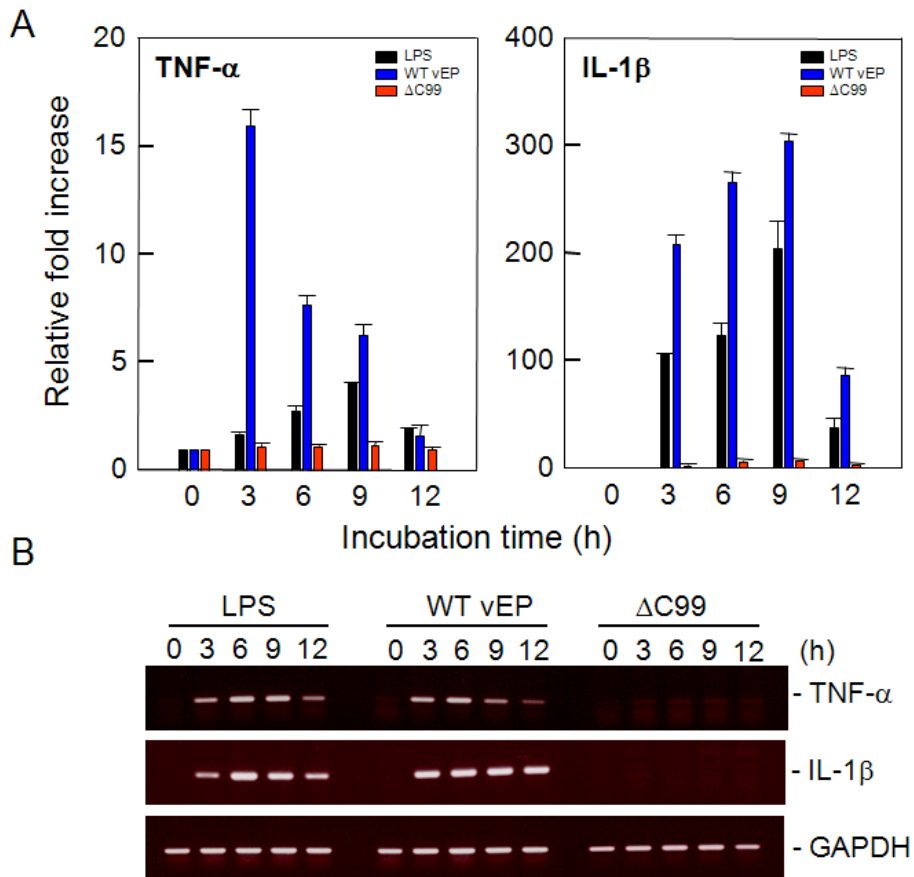 A
TNF-α
LPS
WT vEP
ΔC99
20
15
10
5
0
Relative fold increase
0 3 6 9 12
IL-1β
LPS
WT vEP
ΔC99
400
300
200
100
0
0 3 6 9 12
Incubation time (h)
B
LPS WT vEP ΔC99
0 3 6 9 12 0 3 6 9 12 0 3 6 9 12 (h)
- TNF-α
- IL-1β
- GAPDH